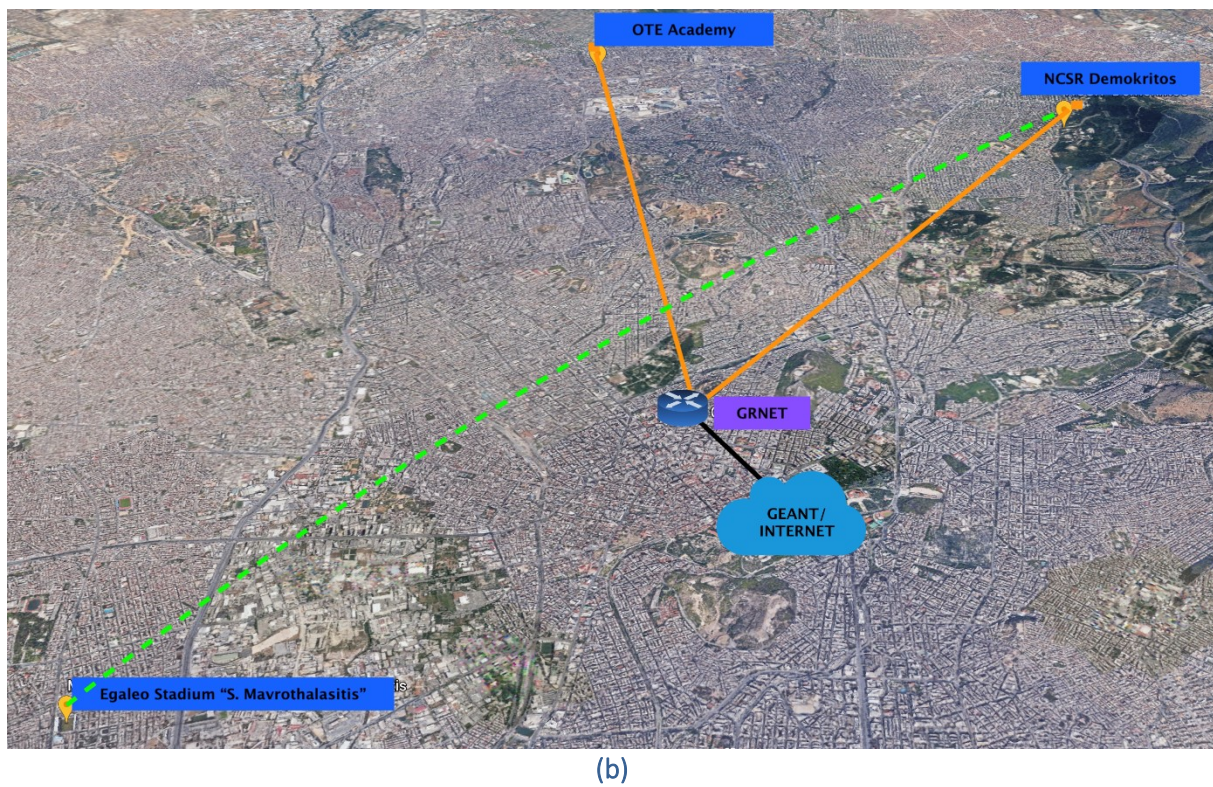 OTE Academy
NCSR Demokritos
GRNET
GEANT/
INTERNET
Egaleo Stadium “S. Mavrothalasitis”
(b)